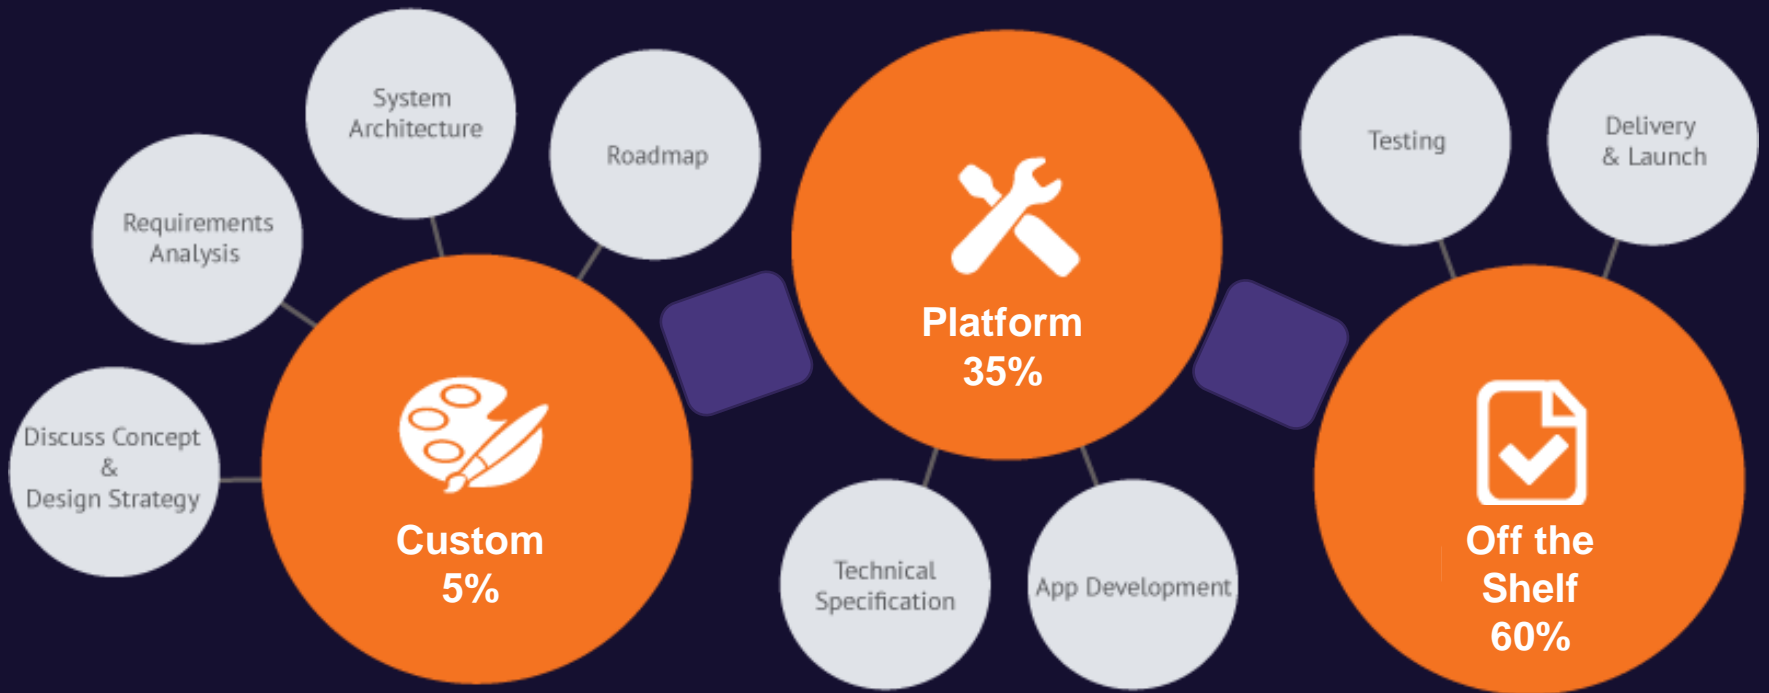 System
Architecture
Roadmap
Requirements
Analysis
Discuss Concept
&
Design Strategy
Custom
5%
Platform
35%
Technical
Specification
App Development
Testing
Delivery
& Launch
Off the
Shelf
60%